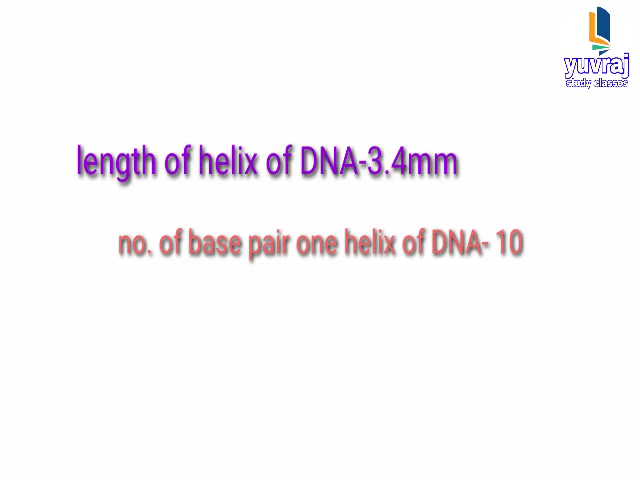 yuvraj
study classes
length of helix of DNA-3.4mm
no. of base pair one helix of DNA- 10